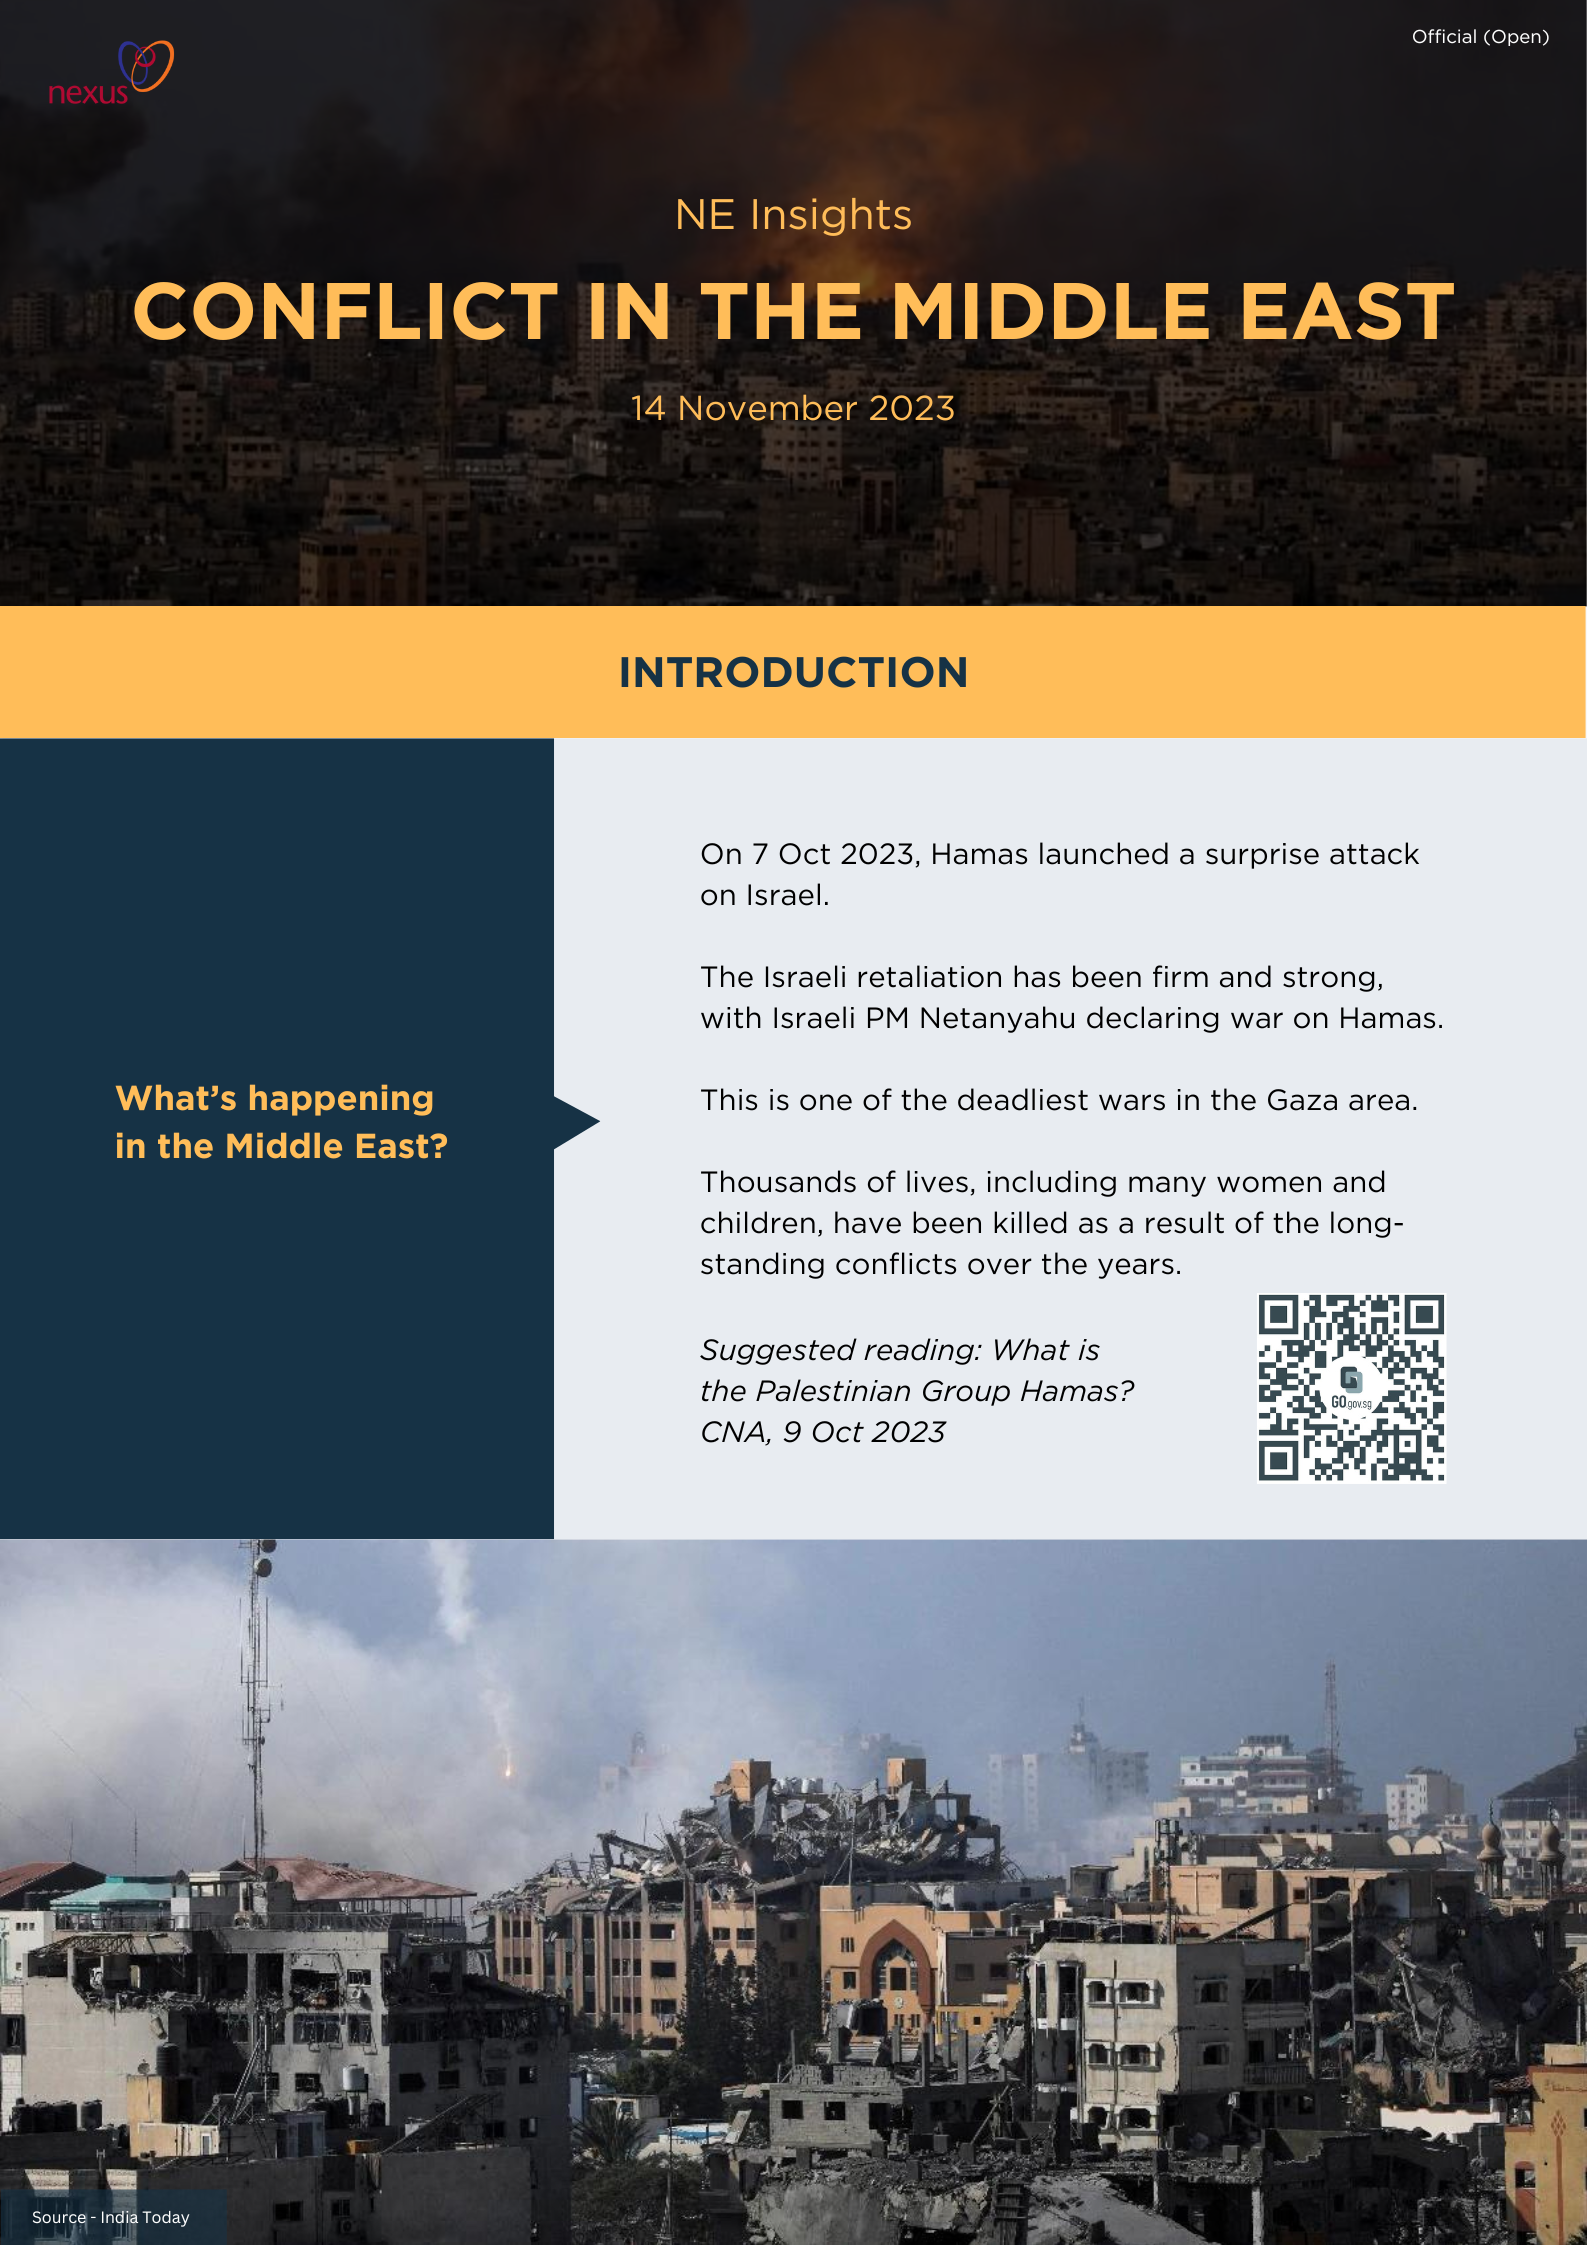 nexus
Official (Open)
NE Insights
CONFLICT IN THE MIDDLE EAST
14 November 2023
INTRODUCTION
What’s happening
in the Middle East?
On 7 Oct 2023, Hamas launched a surprise attack
on Israel.
The Israeli retaliation has been firm and strong,
with Israeli PM Netanyahu declaring war on Hamas.
This is one of the deadliest wars in the Gaza area.
Thousands of lives, including many women and
children, have been killed as a result of the long-
standing conflicts over the years.
Suggested reading: What is
the Palestinian Group Hamas?
CNA, 9 Oct 2023
GO.gov.sg
Source - India Today